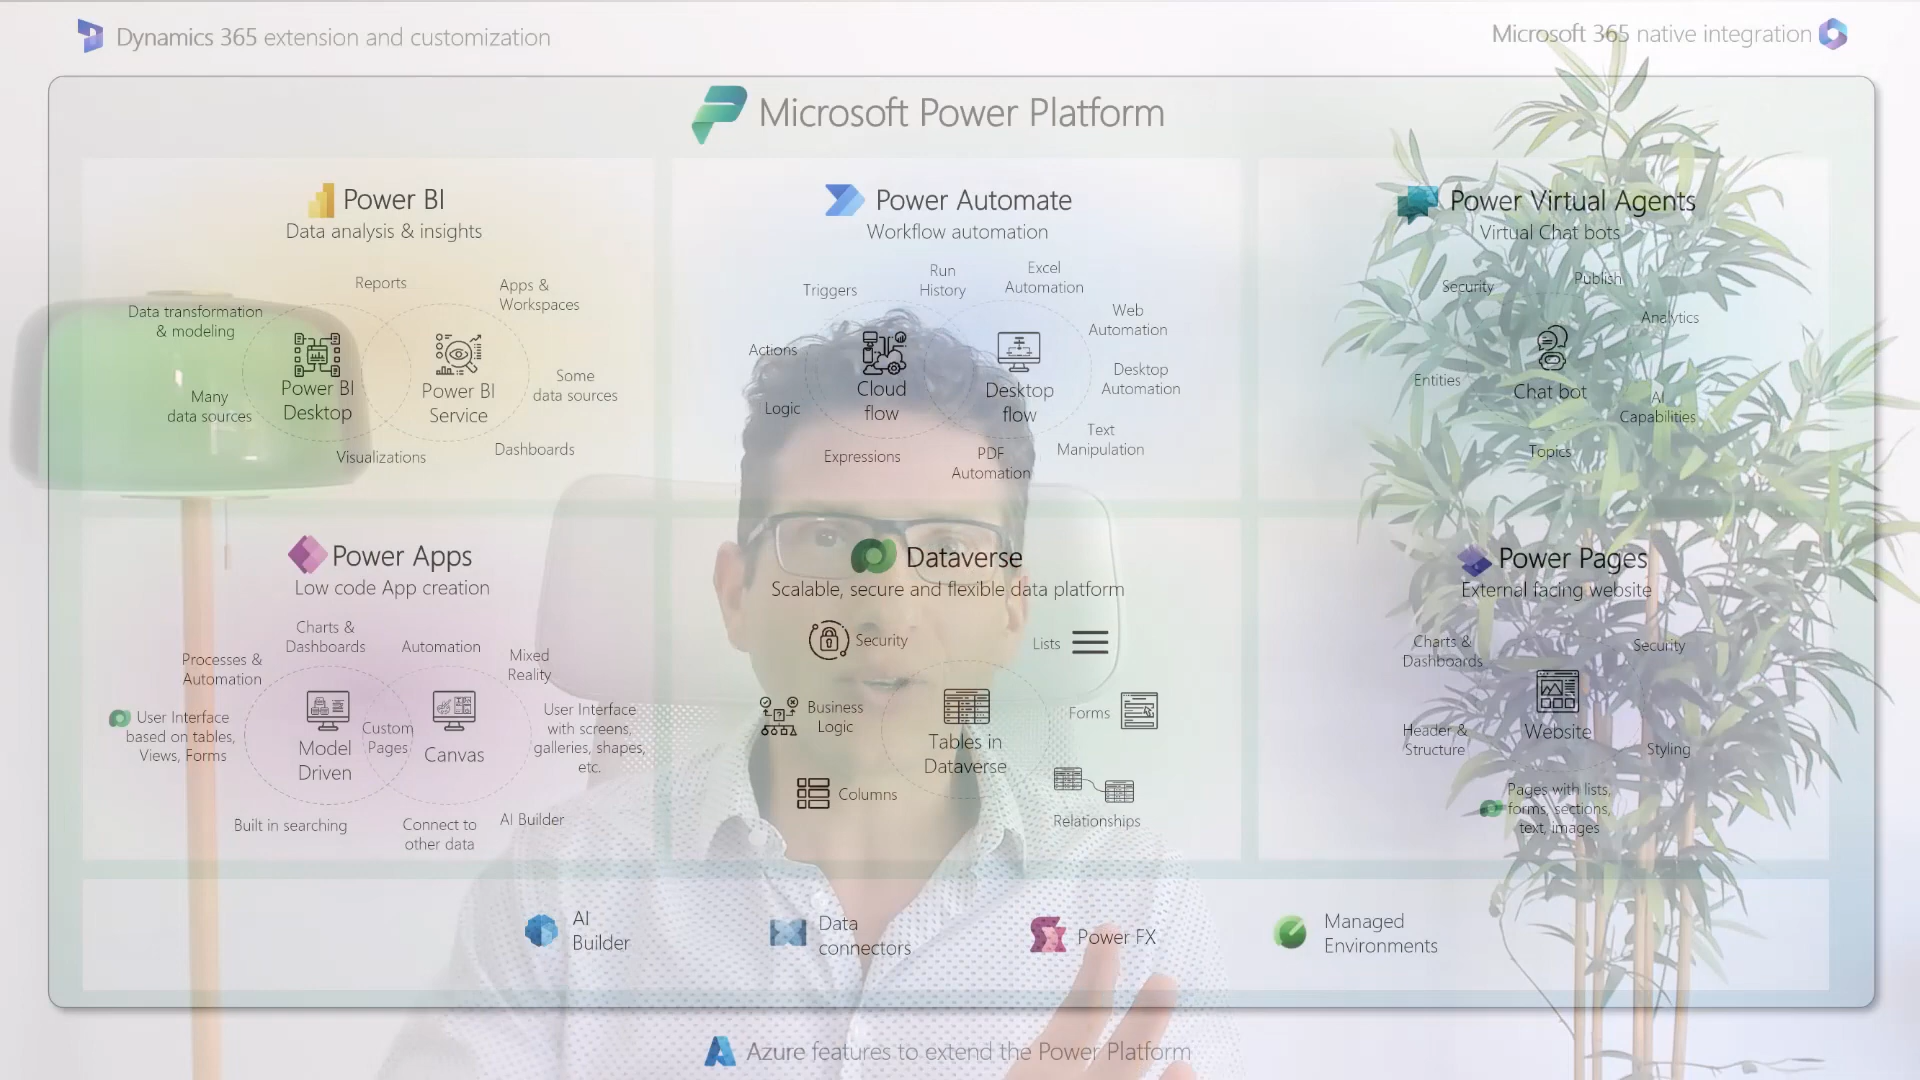 Dynamics 365 extension and customization
Microsoft 365 native integration
Microsoft Power Platform
Power BI
Data analysis & insights
Reports
Apps &
Workspaces
Data transformation
& modeling
Power BI
Desktop
Power BI
Service
Many
data sources
Some
data sources
Visualizations
Dashboards
Power Automate
Workflow automation
Triggers
Run
History
Excel
Automation
Web
Automation
Actions
Cloud
flow
Desktop
flow
Desktop
Automation
Logic
Expressions
PDF
Automation
Text
Manipulation
Power Virtual Agents
Virtual Chat bots
Security
Publish
Analytics
Entities
Chat bot
AI
Capabilities
Topics
Power Apps
Low code App creation
Charts &
Dashboards
Automation
Processes &
Automation
Mixed
Reality
User Interface
based on tables,
Views, Forms
Model
Driven
Custom
Pages
Canvas
User Interface
with screens,
galleries, shapes,
etc.
Built in searching
Connect to
other data
AI Builder
Dataverse
Scalable, secure and flexible data platform
Security
Lists
Business
Logic
Tables in
Dataverse
Forms
Columns
Relationships
Power Pages
External facing website
Charts &
Dashboards
Security
Header &
Structure
Website
Styling
Pages with lists,
forms, sections,
text, images
AI
Builder
Data
connectors
Power FX
Managed
Environments
Azure features to extend the Power Platform